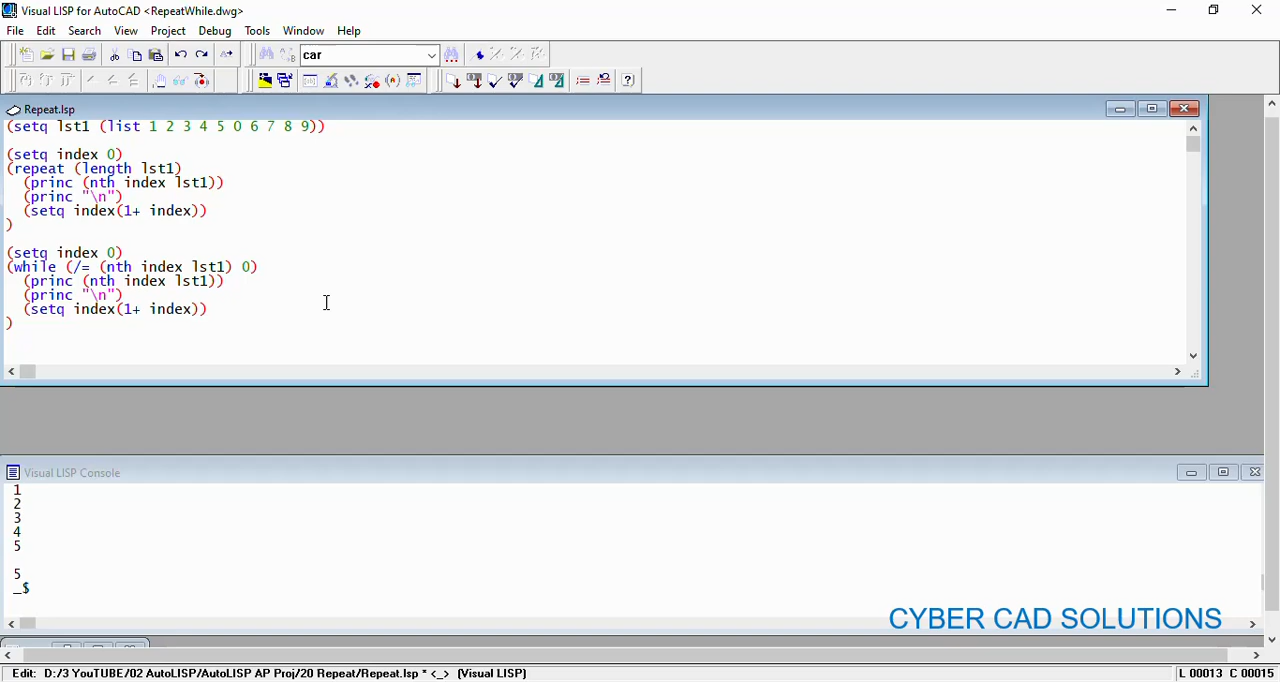 Visual LISP for AutoCAD <RepeatWhile.dwg>
File Edit Search View Project Debug Tools Window Help
car
Repeat.lsp
(setq lst1 (list 1 2 3 4 5 0 6 7 8 9))
(setq index 0)
(repeat (length lst1)
(princ (nth index lst1))
(princ "\n")
(setq index(1+ index))
)
(setq index 0)
(while (/= (nth index lst1) 0)
(princ (nth index lst1))
(princ "\n")
(setq index(1+ index))
)
Visual LISP Console
1
2
3
4
5
5
_$
CYBER CAD SOLUTIONS
Edit: D:/3 YouTUBE/02 AutoLISP/AutoLISP AP Proj/20 Repeat/Repeat.lsp * <_> (Visual LISP)
L 00013 C 00015